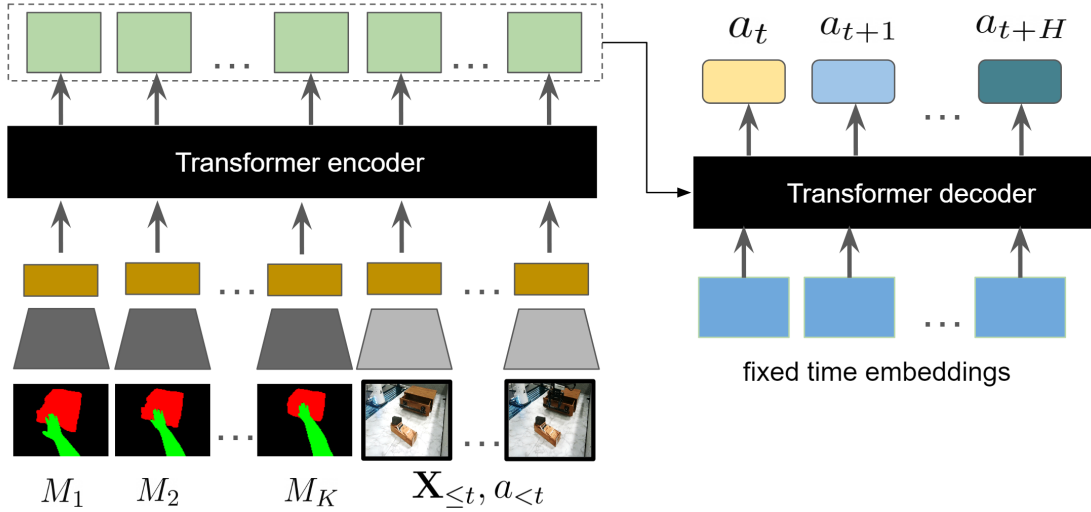 a_t a_{t+1} a_{t+H}
... ... ...
Transformer encoder
Transformer decoder
... ... ...
fixed time embeddings
... ...
M_1 M_2 M_K X_{≤t}, a_{<t}